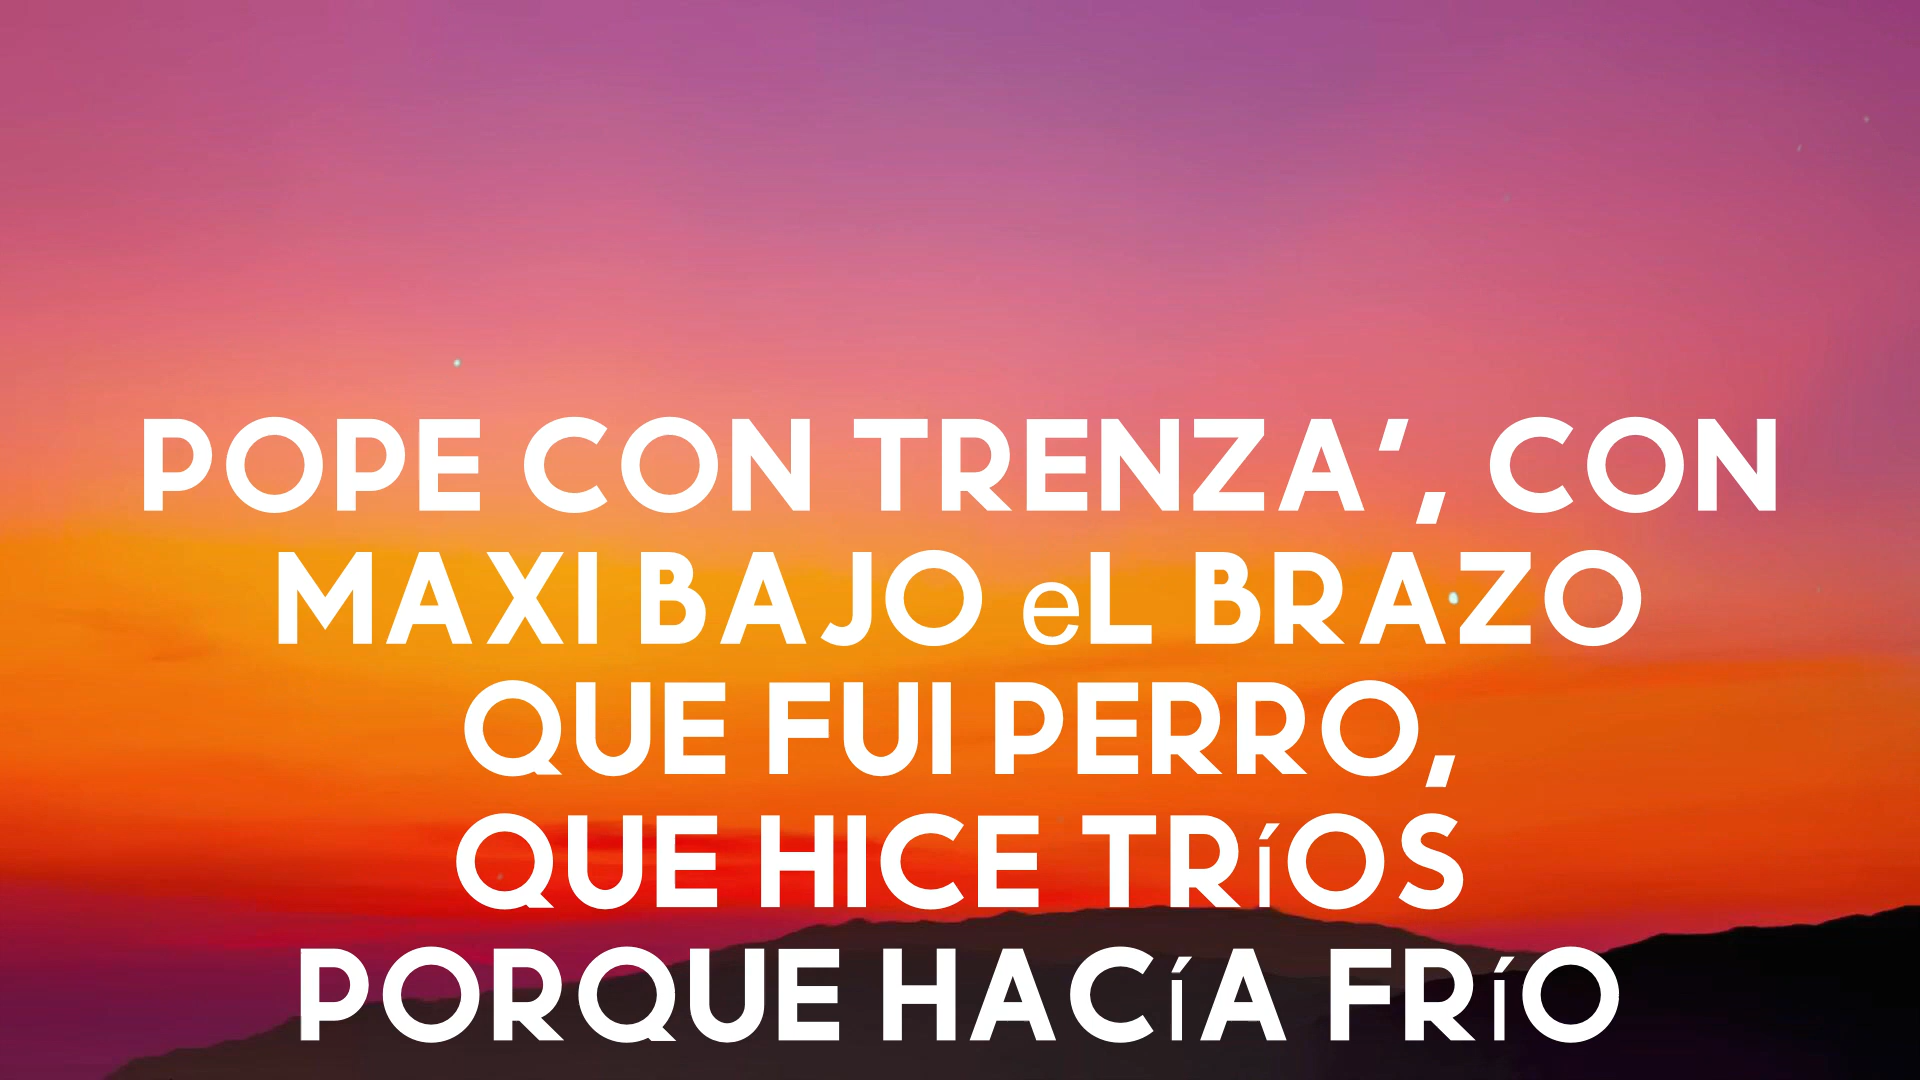 POPE CON TRENZA’, CON
MAXI BAJO eL BRAZO
QUE FUI PERRO,
QUE HICE TRíOS
PORQUE HACíA FRíO